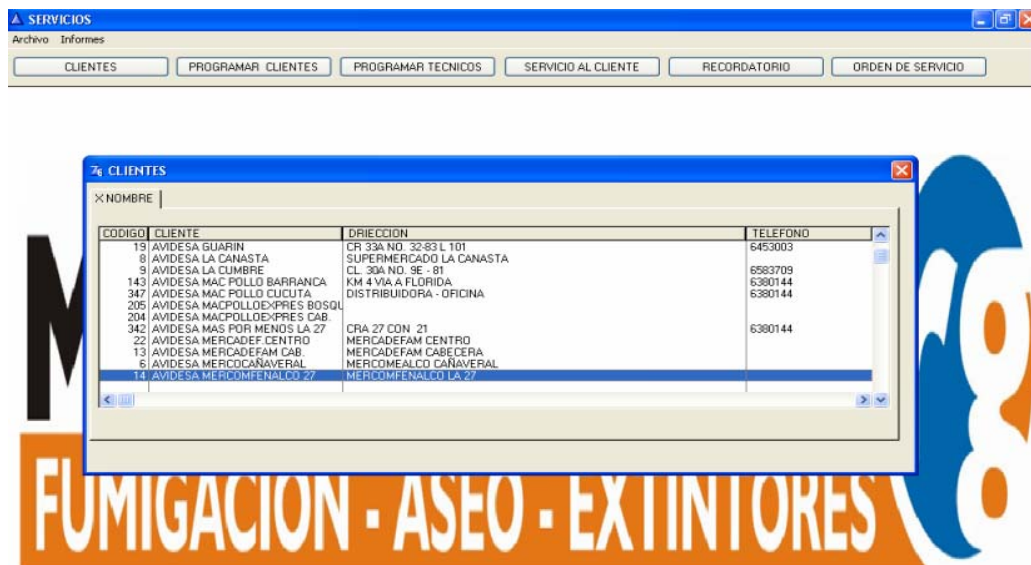 SERVICIOS
Archivo Informes
CLIENTES PROGRAMAR CLIENTES PROGRAMAR TECNICOS SERVICIO AL CLIENTE RECORDATORIO ORDEN DE SERVICIO
CLIENTES
NOMBRE
CODIGO CLIENTE DRIECCION TELEFONO
19 AVIDESA GUARIN CR 33A NO. 32-83 L 101 6453003
8 AVIDESA LA CANASTA SUPERMERCADO LA CANASTA
9 AVIDESA LA CUMBRE CL. 30A NO. 9E - 81 6583709
143 AVIDESA MAC POLLO BARRANCA KM 4 VIA A FLORIDA 6380144
347 AVIDESA MAC POLLO CUCUTA DISTRIBUIDORA - OFICINA 6380144
205 AVIDESA MACPOLLOEXPRES BOSQU
204 AVIDESA MACPOLLOEXPRES CAB.
342 AVIDESA MAS POR MENOS LA 27 CRA 27 CON 21 6380144
22 AVIDESA MERCADEF.CENTRO MERCADEFAM CENTRO
13 AVIDESA MERCADEFAM CAB. MERCADEFAM CABECERA
6 AVIDESA MERCOCAÑAVERAL MERCOMEALCO CAÑAVERAL
14 AVIDESA MERCOMFENALCO 27 MERCOMFENALCO LA 27
FUMIGACION - ASEO - EXTINTORES